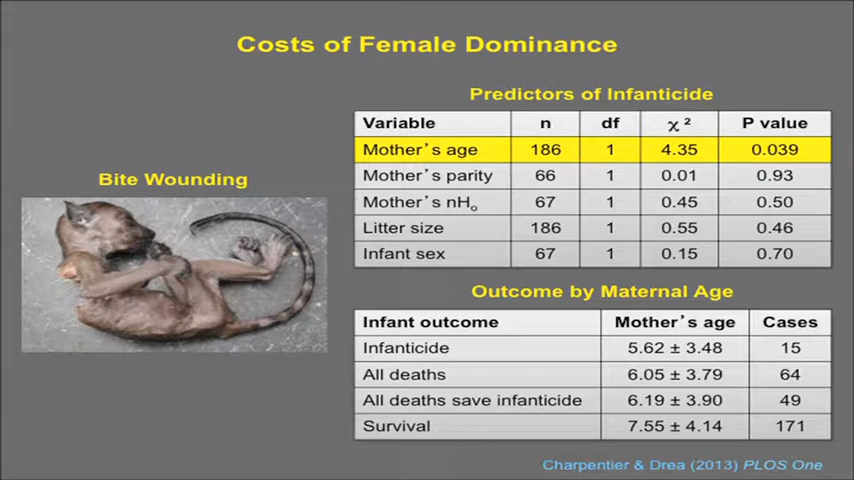 Costs of Female Dominance
Predictors of Infanticide
Variable n df χ² P value
Mother's age 186 1 4.35 0.039
Mother's parity 66 1 0.01 0.93
Mother's nHₒ 67 1 0.45 0.50
Litter size 186 1 0.55 0.46
Infant sex 67 1 0.15 0.70
Bite Wounding
Outcome by Maternal Age
Infant outcome Mother's age Cases
Infanticide 5.62 ± 3.48 15
All deaths 6.05 ± 3.79 64
All deaths save infanticide 6.19 ± 3.90 49
Survival 7.55 ± 4.14 171
Charpentier & Drea (2013) PLOS One